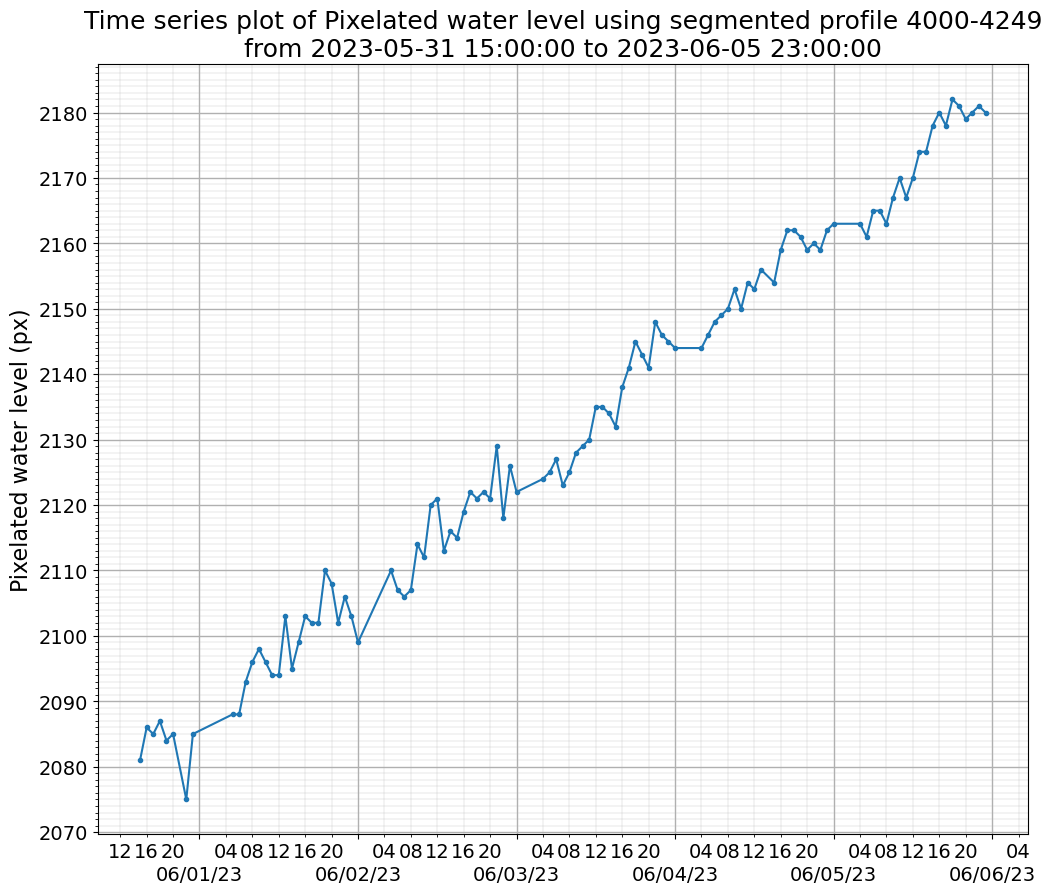 Time series plot of Pixelated water level using segmented profile 4000-4249
from 2023-05-31 15:00:00 to 2023-06-05 23:00:00
Pixelated water level (px)
2180
2170
2160
2150
2140
2130
2120
2110
2100
2090
2080
2070
12 16 20 04 08 12 16 20 04 08 12 16 20 04 08 12 16 20 04 08 12 16 20 04 08 12 16 20 04
06/01/23 06/02/23 06/03/23 06/04/23 06/05/23 06/06/23